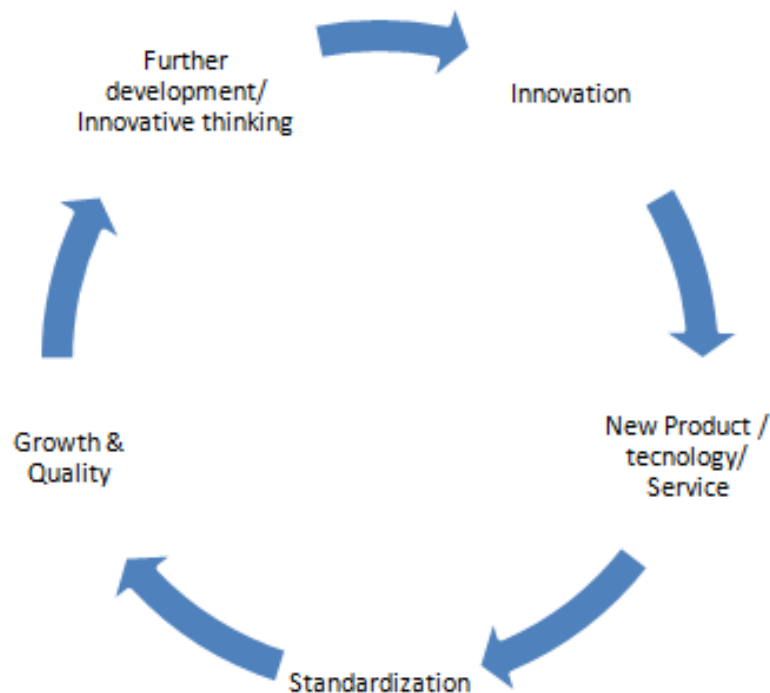 Further
development/
Innovative thinking
Innovation
New Product /
tecnology/
Service
Standardization
Growth &
Quality